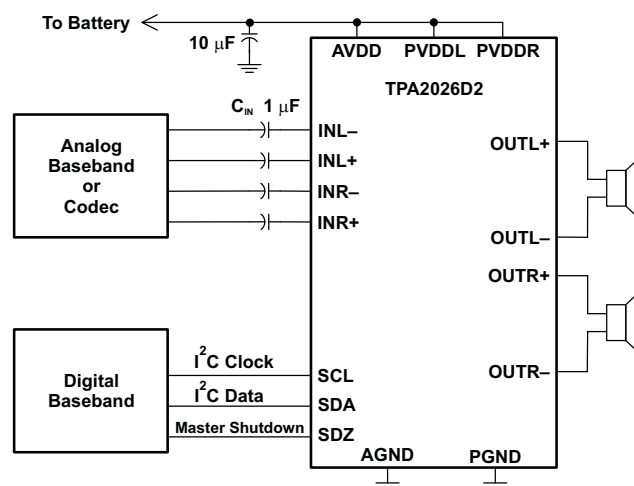 To Battery
10 µF
AVDD PVDDL PVDDR
TPA2026D2
C_IN 1 µF
Analog
Baseband
or
Codec
INL–
INL+
INR–
INR+
OUTL+
OUTL–
OUTR+
OUTR–
Digital
Baseband
I²C Clock
I²C Data
Master Shutdown
SCL
SDA
SDZ
AGND PGND